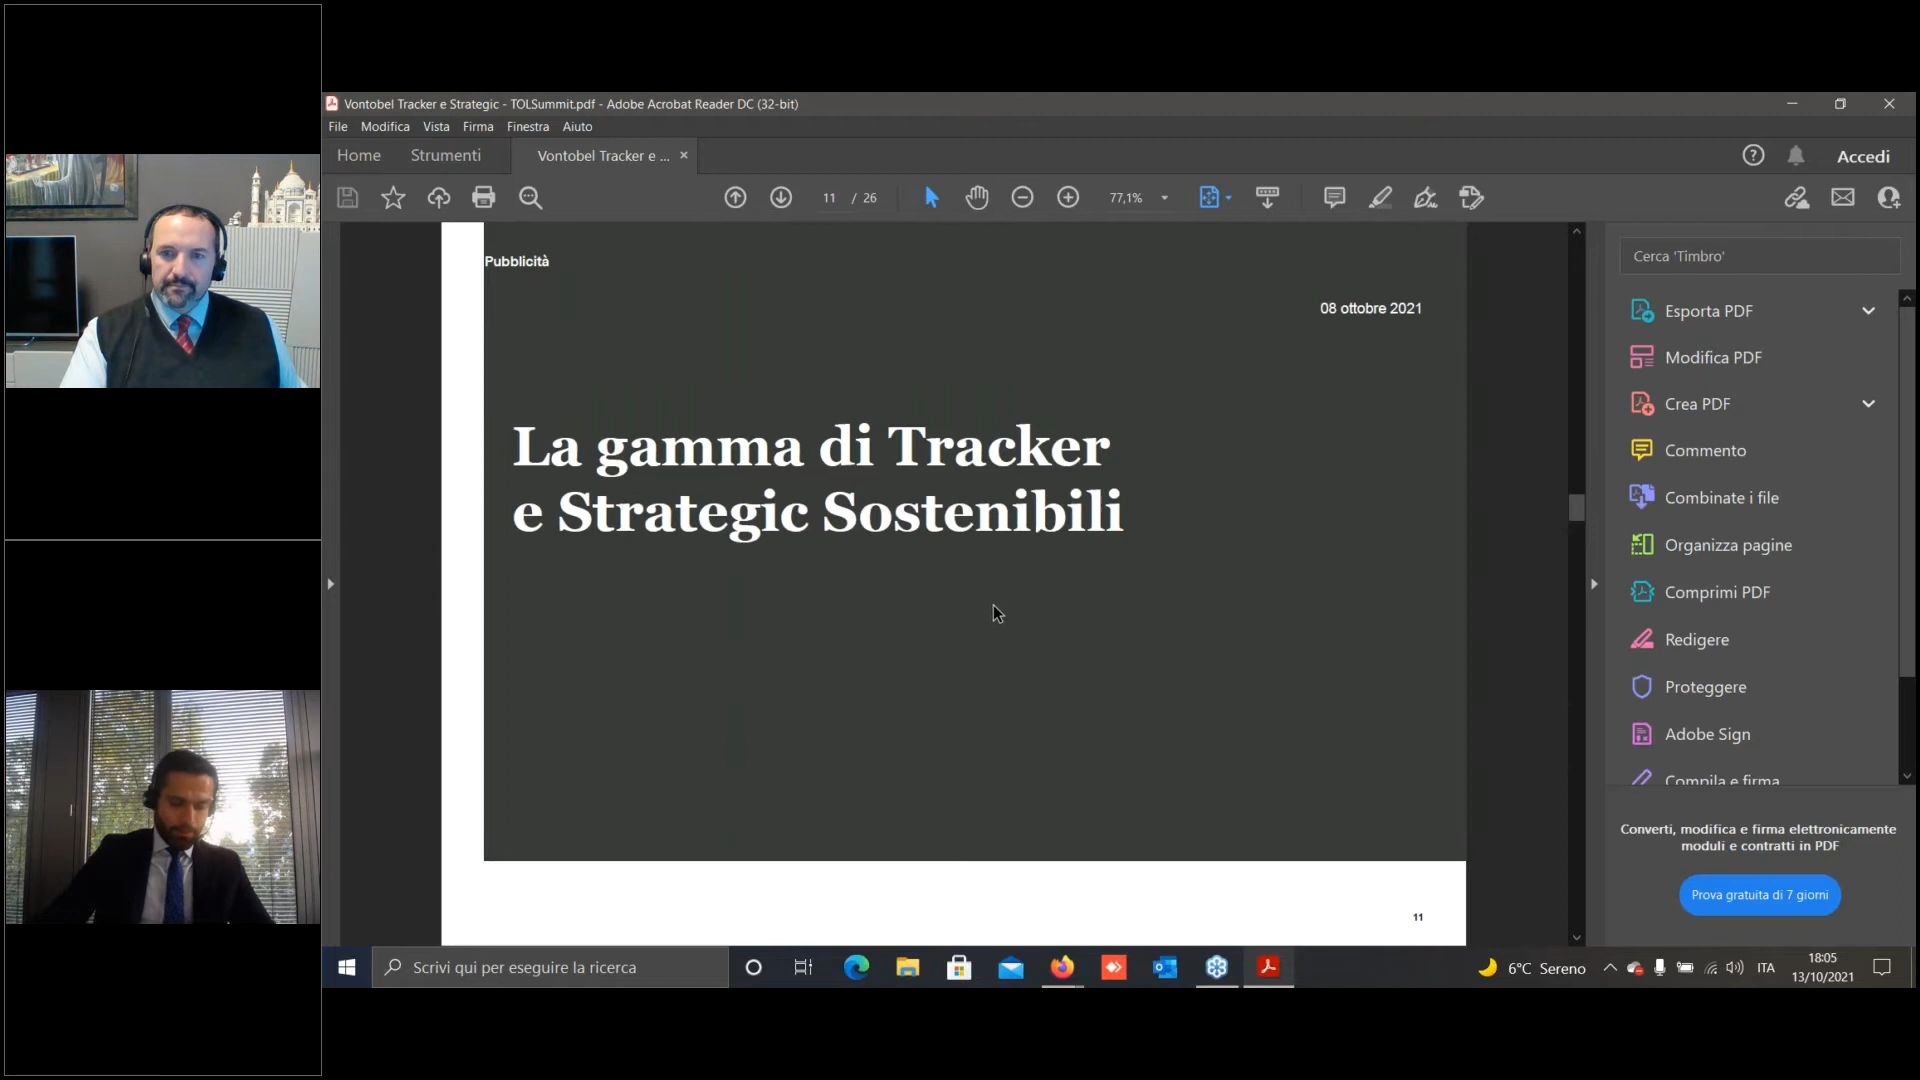 Vontobel Tracker e Strategic - TOLSummit.pdf - Adobe Acrobat Reader DC (32-bit)
File Modifica Vista Firma Finestra Aiuto
Home Strumenti Vontobel Tracker e ... ×
Accedi
11 / 26
77,1%
Pubblicità
08 ottobre 2021
La gamma di Tracker
e Strategic Sostenibili
11
Cerca 'Timbro'
Esporta PDF
Modifica PDF
Crea PDF
Commento
Combinate i file
Organizza pagine
Comprimi PDF
Redigere
Proteggere
Adobe Sign
Compila e firma
Converti, modifica e firma elettronicamente
moduli e contratti in PDF
Prova gratuita di 7 giorni
Scrivi qui per eseguire la ricerca
6°C Sereno
ITA
18:05
13/10/2021